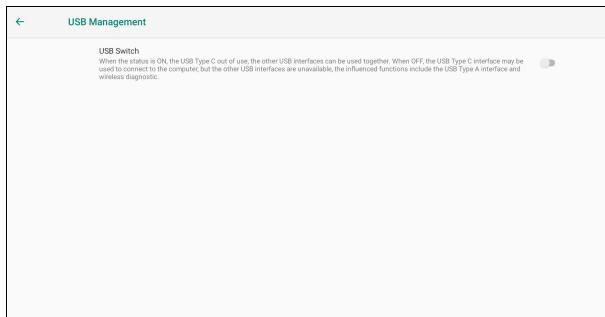 USB Management
USB Switch
When the status is ON, the USB Type C out of use, the other USB interfaces can be used together. When OFF, the USB Type C interface may be
used to connect to the computer, but the other USB interfaces are unavailable, the influenced functions include the USB Type A interface and
wireless diagnostic.